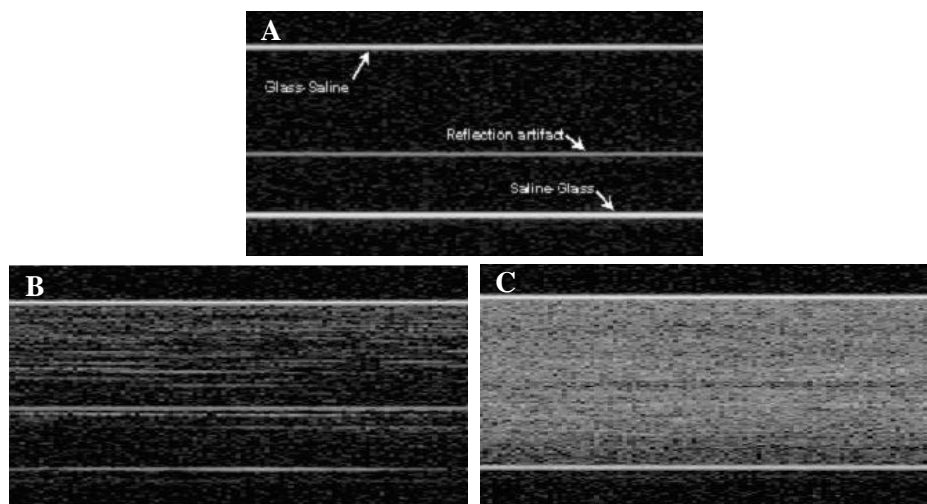 A
Glass-Saline
Reflection artifact
Saline-Glass
B
C